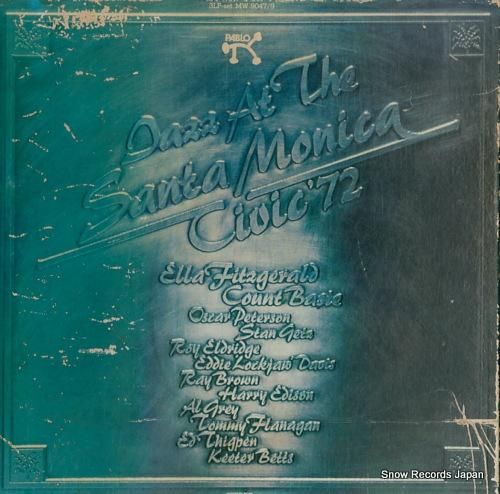 3LP-set MW 9047/9
PABLO
Jazz At The
Santa Monica
Civic '72
Ella Fitzgerald
Count Basie
Oscar Peterson
Stan Getz
Roy Eldridge
Eddie "Lockjaw" Davis
Ray Brown
Harry Edison
Al Grey
Tommy Flanagan
Ed Thigpen
Keeter Betts
Snow Records Japan